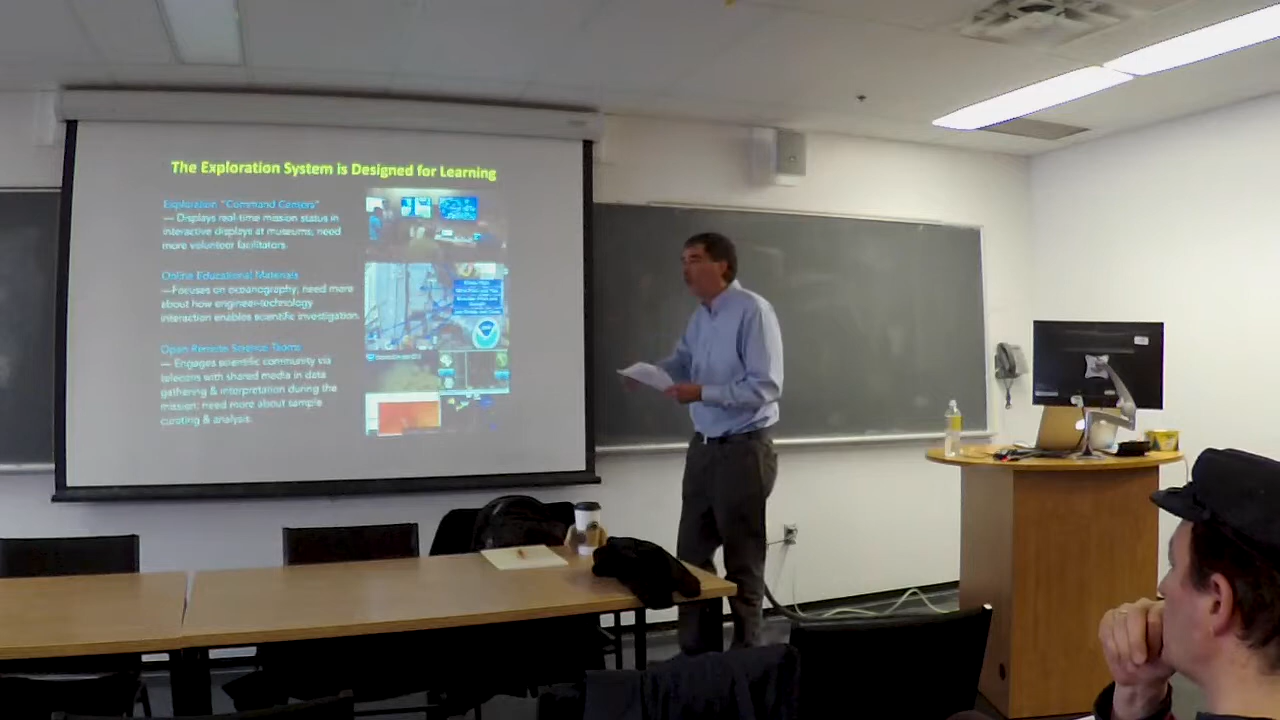 The Exploration System is Designed for Learning
Exploration "Command Centers"
— Displays real-time mission status in
interactive displays at museums; need
more volunteer facilitators.
Online Educational Materials
—Focuses on oceanography; need more
about how engineer-technology
interaction enables scientific investigation.
Open Remote Science Teams
— Engages scientific community via
telecons with shared media in data
gathering & interpretation during the
mission; need more about sample
curating & analysis.